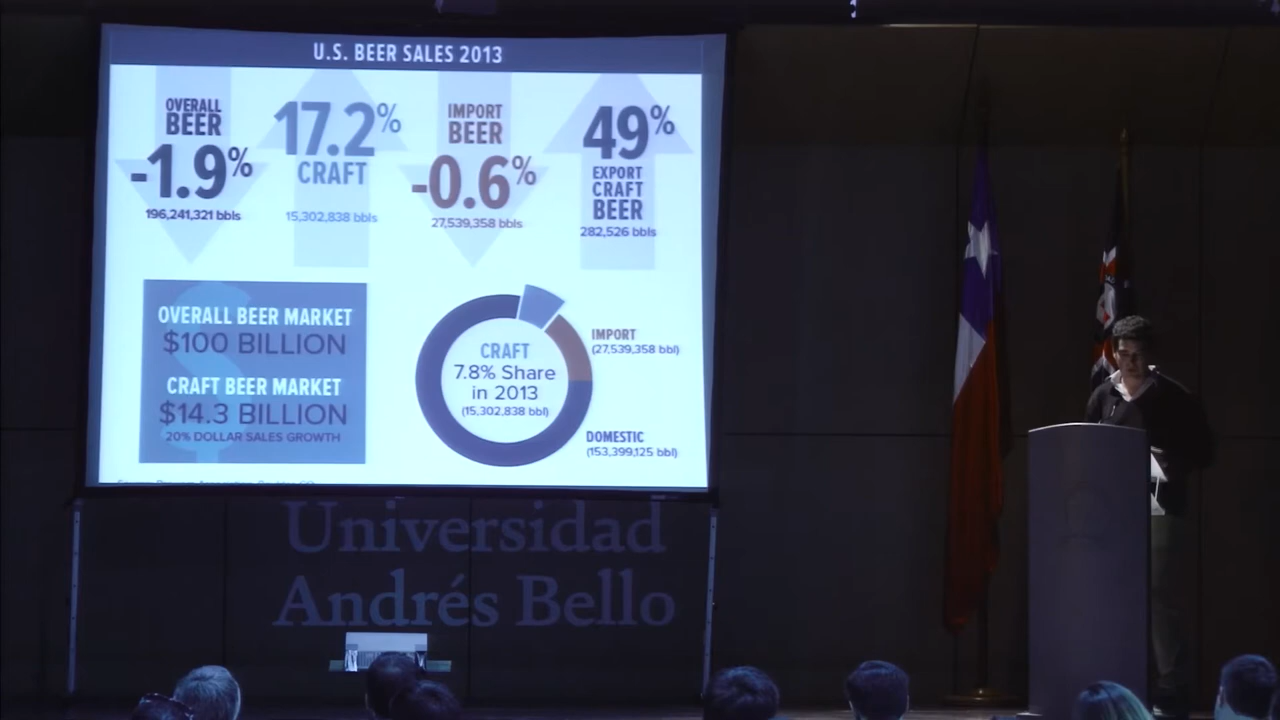 U.S. BEER SALES 2013
OVERALL
BEER
-1.9%
196,241,321 bbls
17.2%
CRAFT
15,302,838 bbls
IMPORT
BEER
-0.6%
27,539,358 bbls
49%
EXPORT
CRAFT
BEER
282,526 bbls
OVERALL BEER MARKET
$100 BILLION
CRAFT BEER MARKET
$14.3 BILLION
20% DOLLAR SALES GROWTH
CRAFT
7.8% Share
in 2013
(15,302,838 bbl)
IMPORT
(27,539,358 bbl)
DOMESTIC
(153,399,125 bbl)
Universidad
Andrés Bello